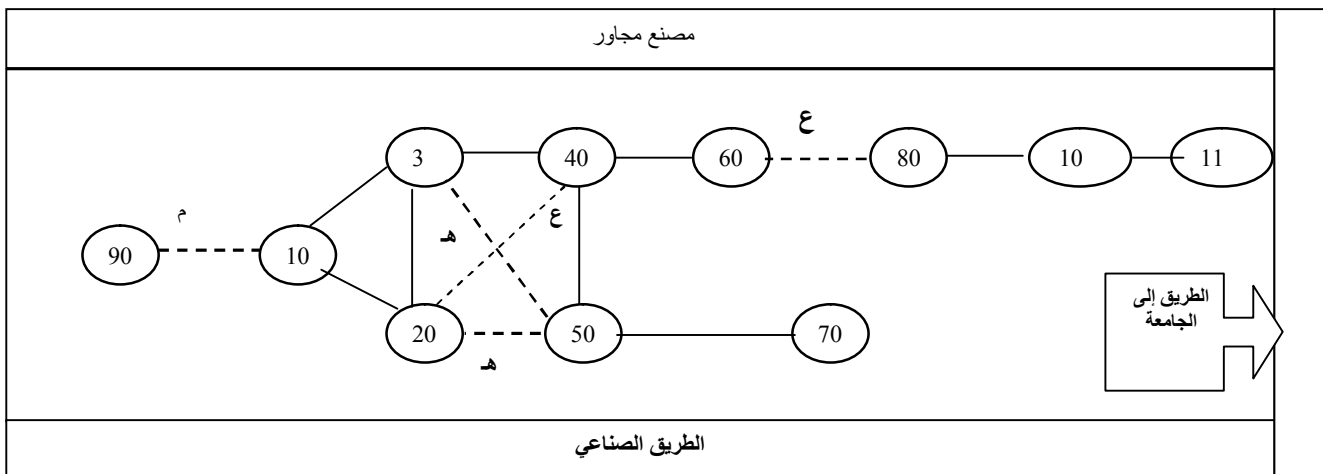 مصنع مجاور
ع
3
40
60
80
10
11
م
هـ
ع
90
10
20
50
70
هـ
الطريق إلى
الجامعة
الطريق الصناعي